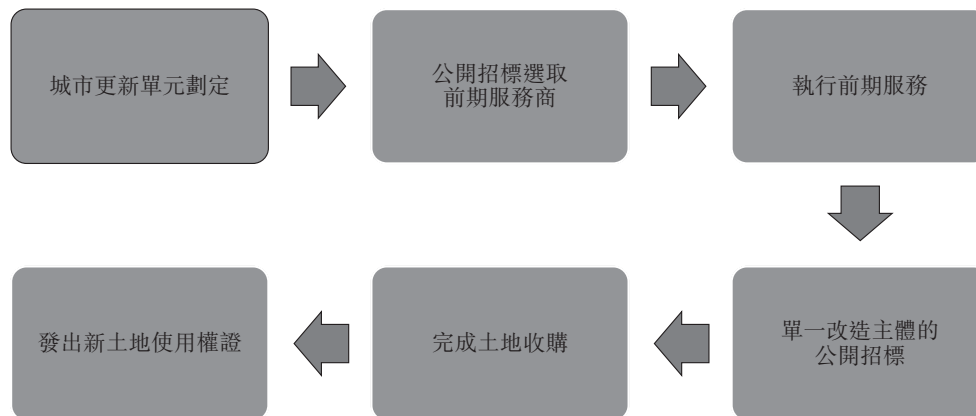 城市更新單元劃定
公開招標選取
前期服務商
執行前期服務
單一改造主體的
公開招標
完成土地收購
發出新土地使用權證